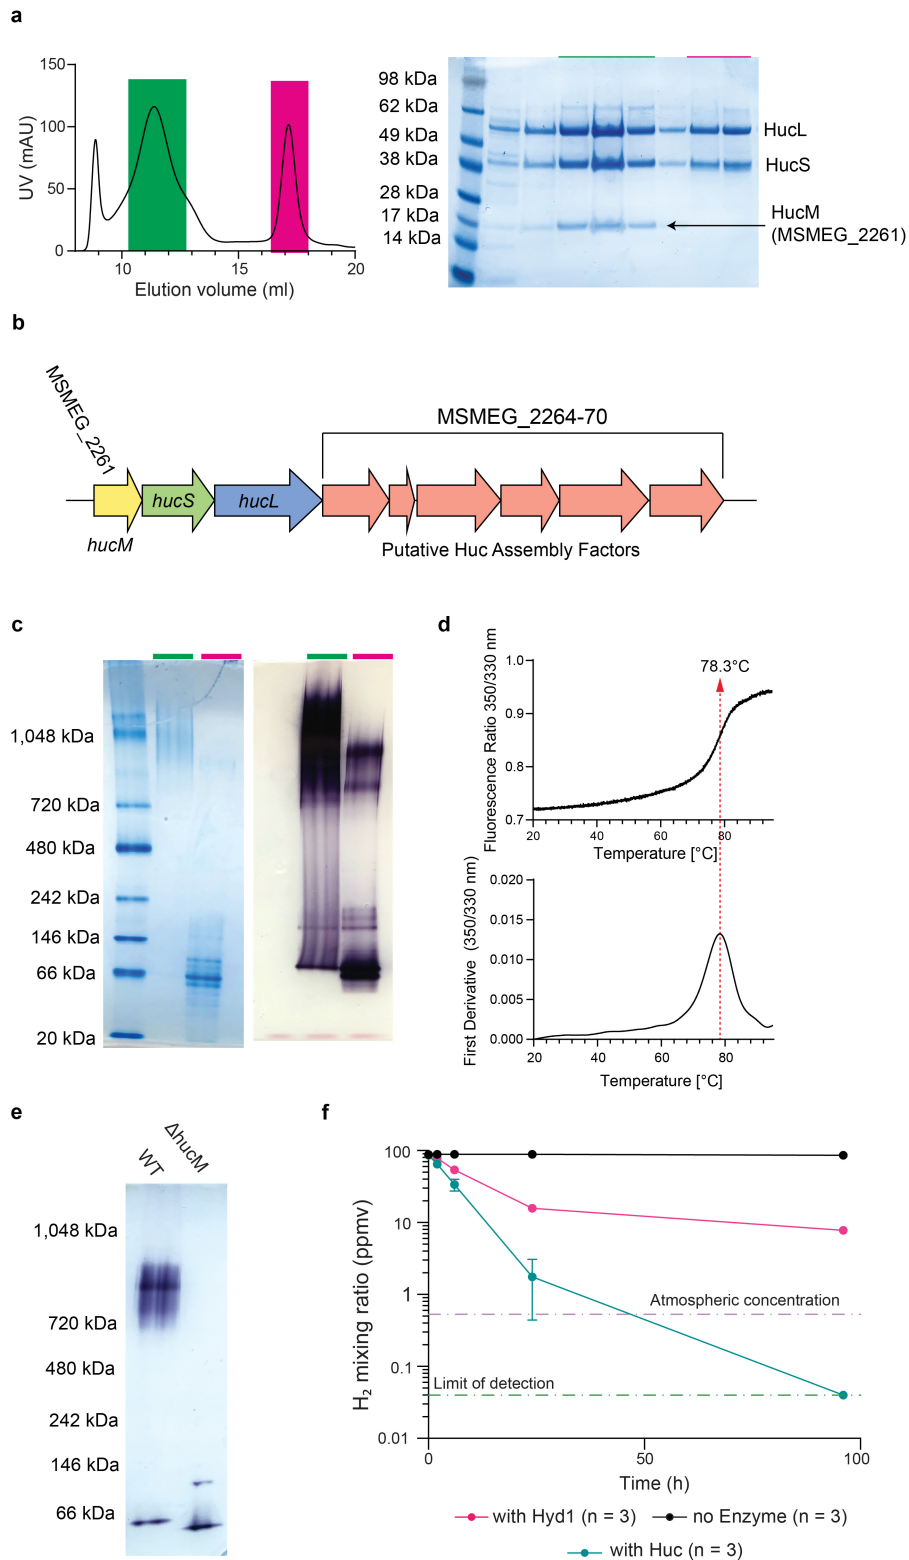 a
150
100
50
0
UV (mAU)
10
15
20
Elution volume (ml)
98 kDa
62 kDa
49 kDa
38 kDa
28 kDa
17 kDa
14 kDa
HucL
HucS
HucM
(MSMEG_2261)
b
MSMEG_2261
MSMEG_2264-70
hucS
hucL
hucM
Putative Huc Assembly Factors
c
1,048 kDa
720 kDa
480 kDa
242 kDa
146 kDa
66 kDa
20 kDa
d
Fluorescence Ratio 350/330 nm
1.0
0.9
0.8
0.7
78.3°C
20
40
60
80
Temperature [°C]
First Derivative (350/330 nm)
0.020
0.015
0.010
0.005
0.000
20
40
60
80
Temperature [°C]
e
WT
ΔhucM
1,048 kDa
720 kDa
480 kDa
242 kDa
146 kDa
66 kDa
f
H₂ mixing ratio (ppmv)
100
10
1
0.1
0.01
Atmospheric concentration
Limit of detection
0
50
100
Time (h)
with Hyd1 (n = 3)
no Enzyme (n = 3)
with Huc (n = 3)